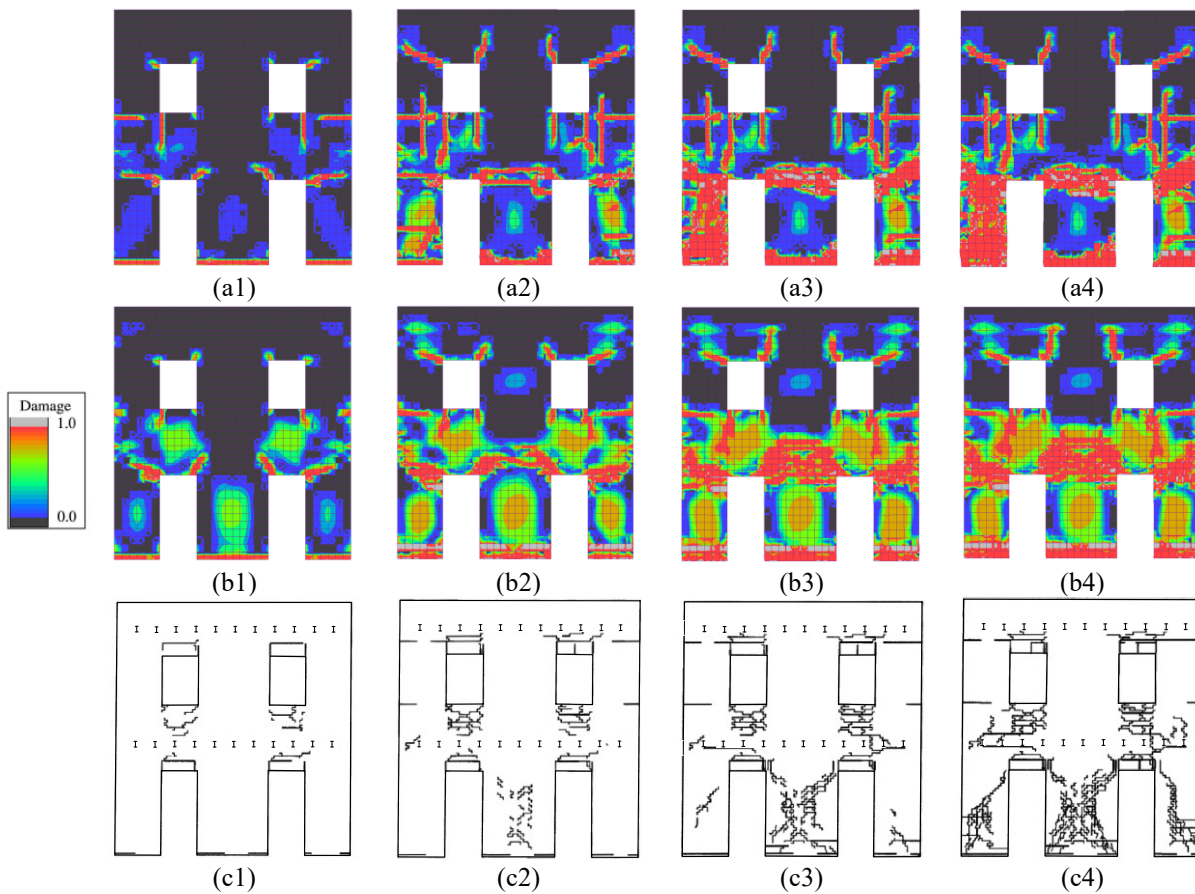 (a1) (a2) (a3) (a4)
Damage
1.0
0.0
(b1) (b2) (b3) (b4)
(c1) (c2) (c3) (c4)